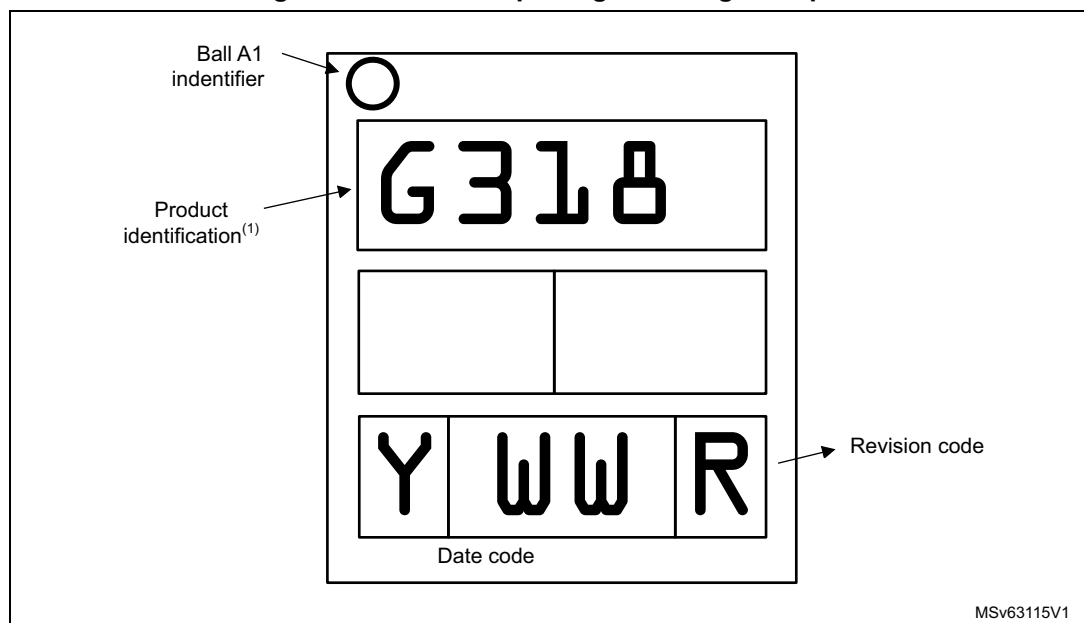 Ball A1
indentifier
G318
Product
identification(1)
Y WW R
Revision code
Date code
MSv63115V1